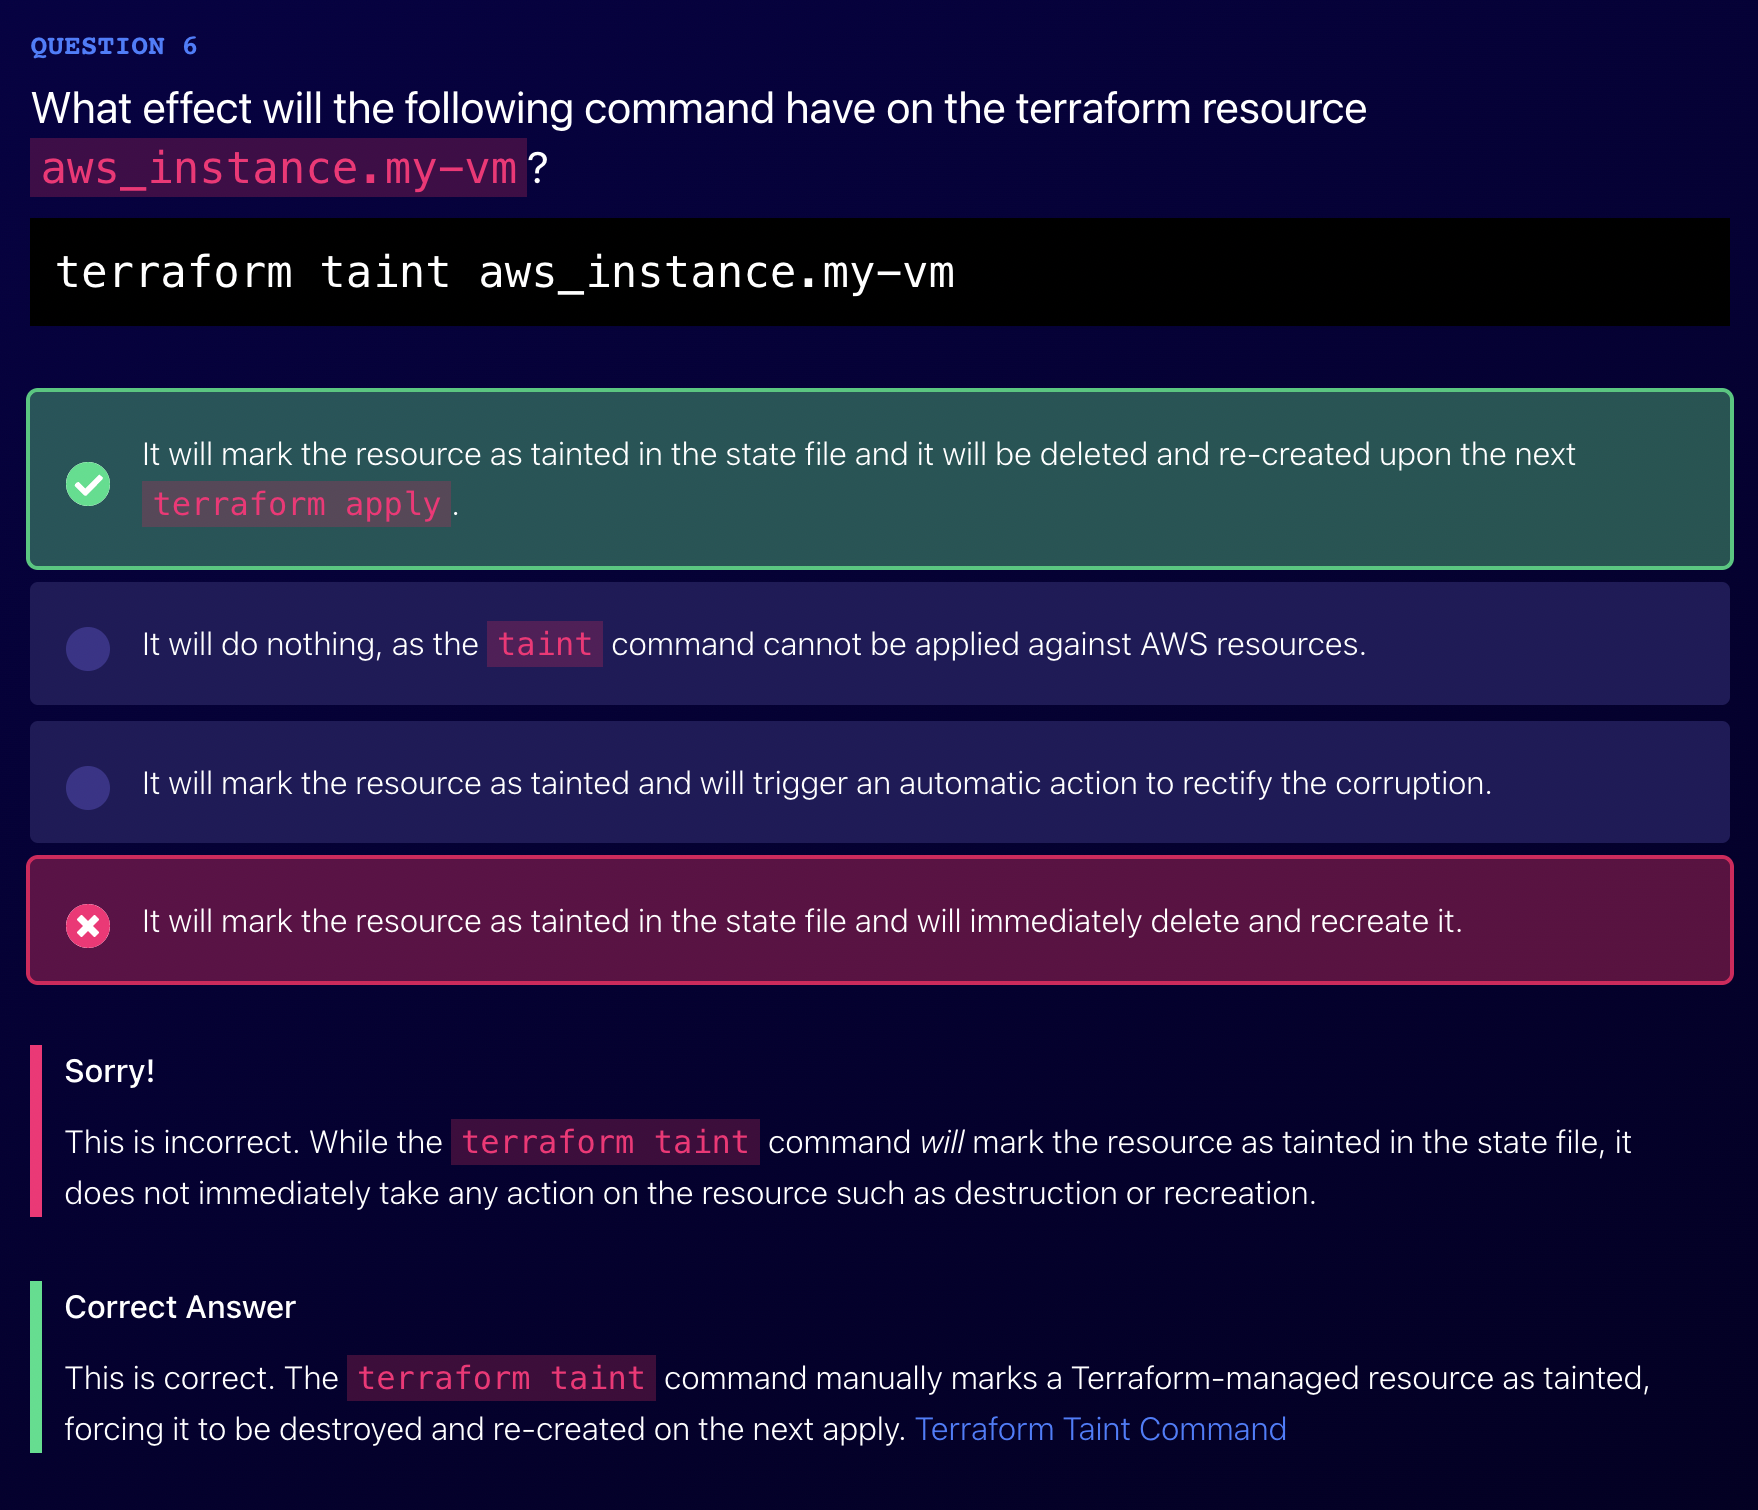 QUESTION 6
What effect will the following command have on the terraform resource
aws_instance.my-vm?
terraform taint aws_instance.my-vm
It will mark the resource as tainted in the state file and it will be deleted and re-created upon the next
terraform apply.
It will do nothing, as the taint command cannot be applied against AWS resources.
It will mark the resource as tainted and will trigger an automatic action to rectify the corruption.
It will mark the resource as tainted in the state file and will immediately delete and recreate it.
Sorry!
This is incorrect. While the terraform taint command will mark the resource as tainted in the state file, it
does not immediately take any action on the resource such as destruction or recreation.
Correct Answer
This is correct. The terraform taint command manually marks a Terraform-managed resource as tainted,
forcing it to be destroyed and re-created on the next apply. Terraform Taint Command